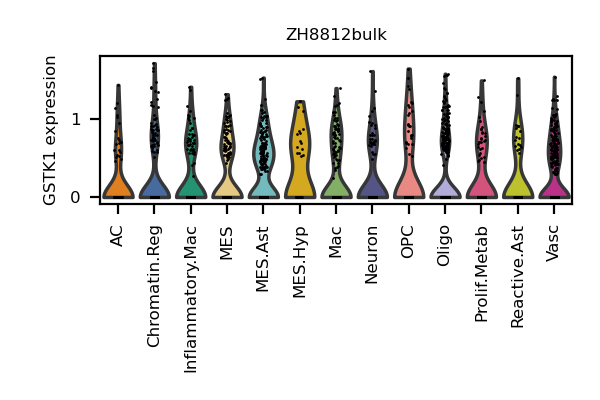 ZH8812bulk
GSTK1 expression
1
0
AC
Chromatin.Reg
Inflammatory.Mac
MES
MES.Ast
MES.Hyp
Mac
Neuron
OPC
Oligo
Prolif.Metab
Reactive.Ast
Vasc